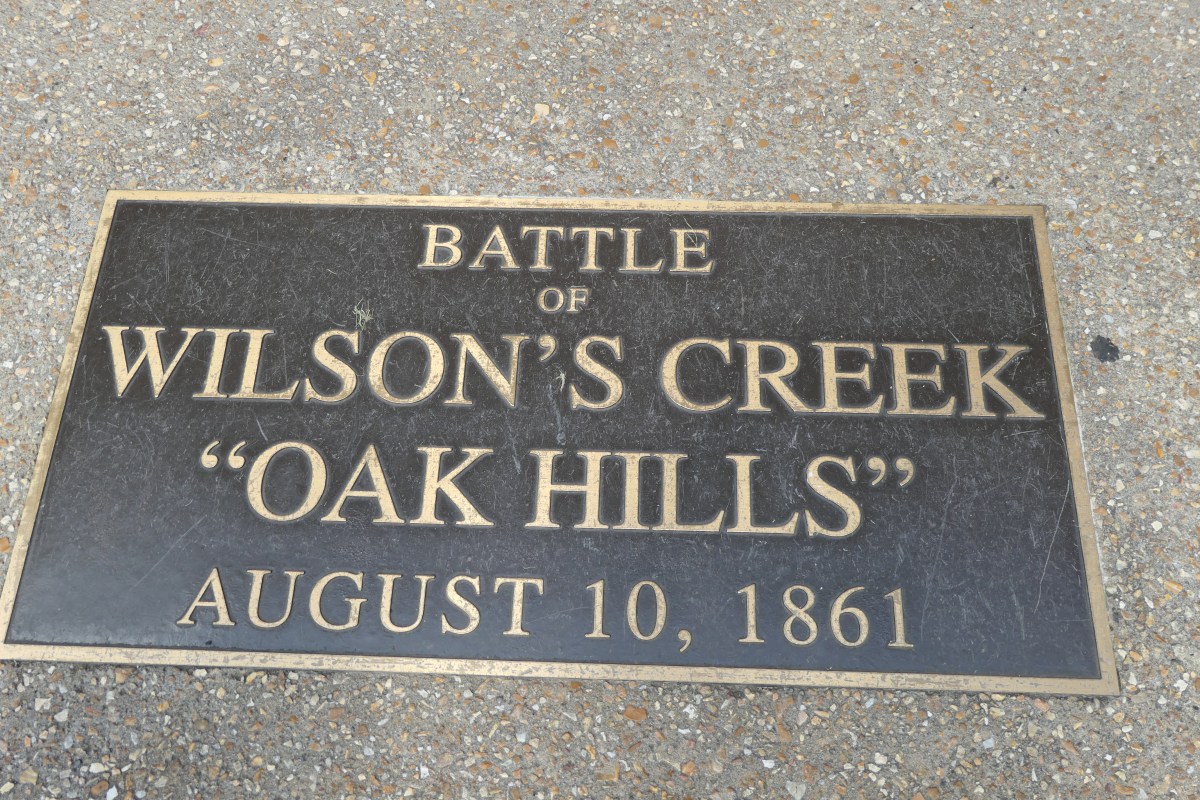 BATTLE
OF
WILSON'S CREEK
“OAK HILLS”
AUGUST 10, 1861